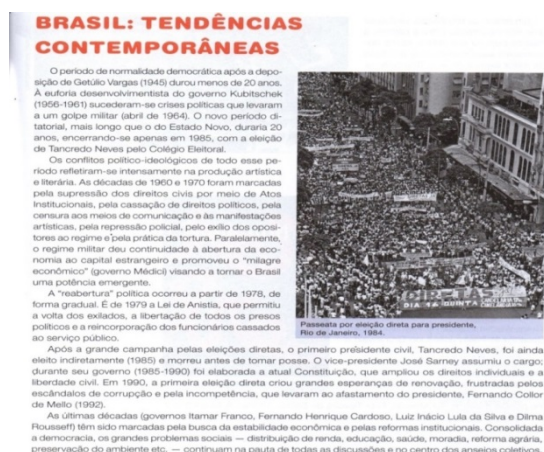 BRASIL: TENDÊNCIAS
CONTEMPORÂNEAS
O período de normalidade democrática após a depo-
sição de Getúlio Vargas (1945) durou menos de 20 anos.
À euforia desenvolvimentista do governo Kubitschek
(1956-1961) sucederam-se crises políticas que levaram
a um golpe militar (abril de 1964). O novo período di-
tatorial, mais longo que o do Estado Novo, duraria 20
anos, encerrando-se apenas em 1985, com a eleição
de Tancredo Neves pelo Colégio Eleitoral.
Os conflitos político-ideológicos de todo esse pe-
ríodo refletiram-se intensamente na produção artística
e literária. As décadas de 1960 e 1970 foram marcadas
pela supressão dos direitos civis por meio de Atos
Institucionais, pela cassação de direitos políticos, pela
censura aos meios de comunicação e às manifestações
artísticas, pela repressão policial, pelo exílio dos oposi-
tores ao regime e pela prática da tortura. Paralelamente,
o regime militar deu continuidade à abertura da eco-
nomia ao capital estrangeiro e promoveu o "milagre
econômico" (governo Médici) visando a tornar o Brasil
uma potência emergente.
A "reabertura" política ocorreu a partir de 1978, de
forma gradual. É de 1979 a Lei de Anistia, que permitiu
a volta dos exilados, a libertação de todos os presos
políticos e a reincorporação dos funcionários cassados
ao serviço público.
DIA 16 QUINTA
Passeata por eleição direta para presidente,
Rio de Janeiro, 1984.
Após a grande campanha pelas eleições diretas, o primeiro presidente civil, Tancredo Neves, foi ainda
eleito indiretamente (1985) e morreu antes de tomar posse. O vice-presidente José Sarney assumiu o cargo;
durante seu governo (1985-1990) foi elaborada a atual Constituição, que ampliou os direitos individuais e a
liberdade civil. Em 1990, a primeira eleição direta criou grandes esperanças de renovação, frustradas pelos
escândalos de corrupção e pela incompetência, que levaram ao afastamento do presidente, Fernando Collor
de Mello (1992).
As últimas décadas (governos Itamar Franco, Fernando Henrique Cardoso, Luiz Inácio Lula da Silva e Dilma
Rousseff) têm sido marcadas pela busca da estabilidade econômica e pelas reformas institucionais. Consolidada
a democracia, os grandes problemas sociais — distribuição de renda, educação, saúde, moradia, reforma agrária,
preservação do ambiente etc. — continuam na pauta de todas as discussões e no centro dos anseios coletivos.